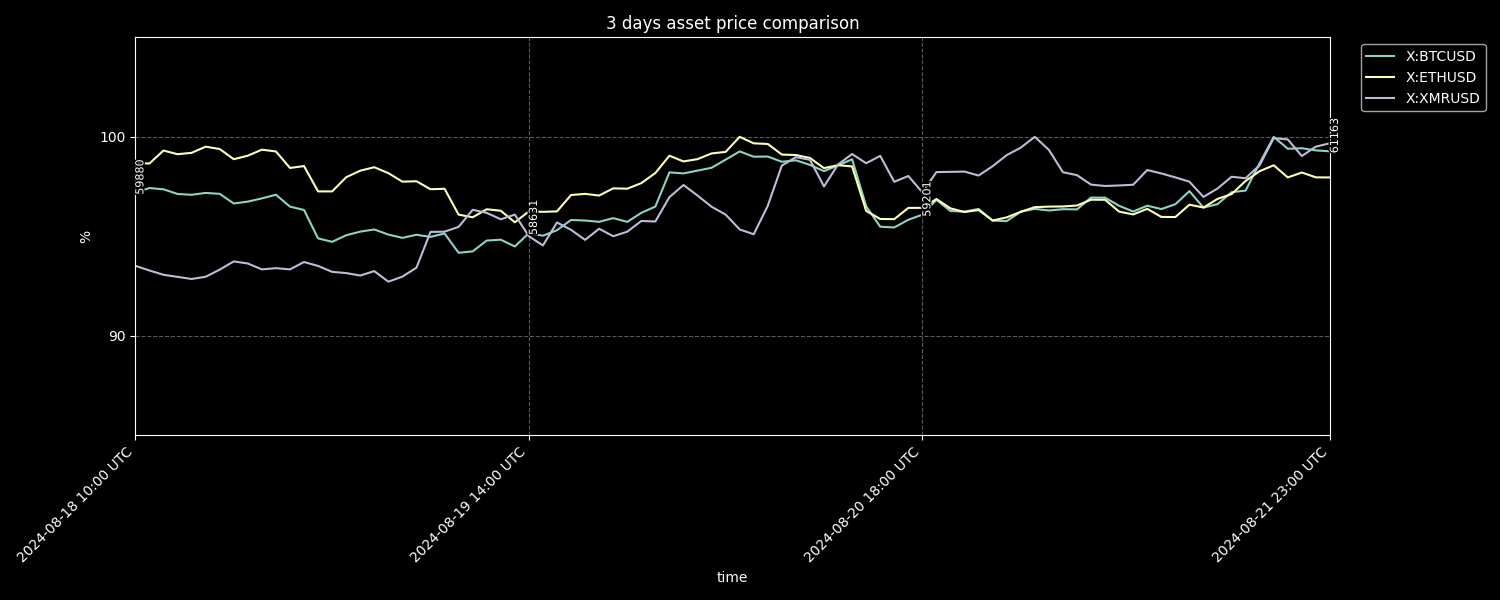 3 days asset price comparison
X:BTCUSD
X:ETHUSD
X:XMRUSD
100
90
%
59880
58631
59201
61163
2024-08-18 10:00 UTC
2024-08-19 14:00 UTC
2024-08-20 18:00 UTC
2024-08-21 23:00 UTC
time